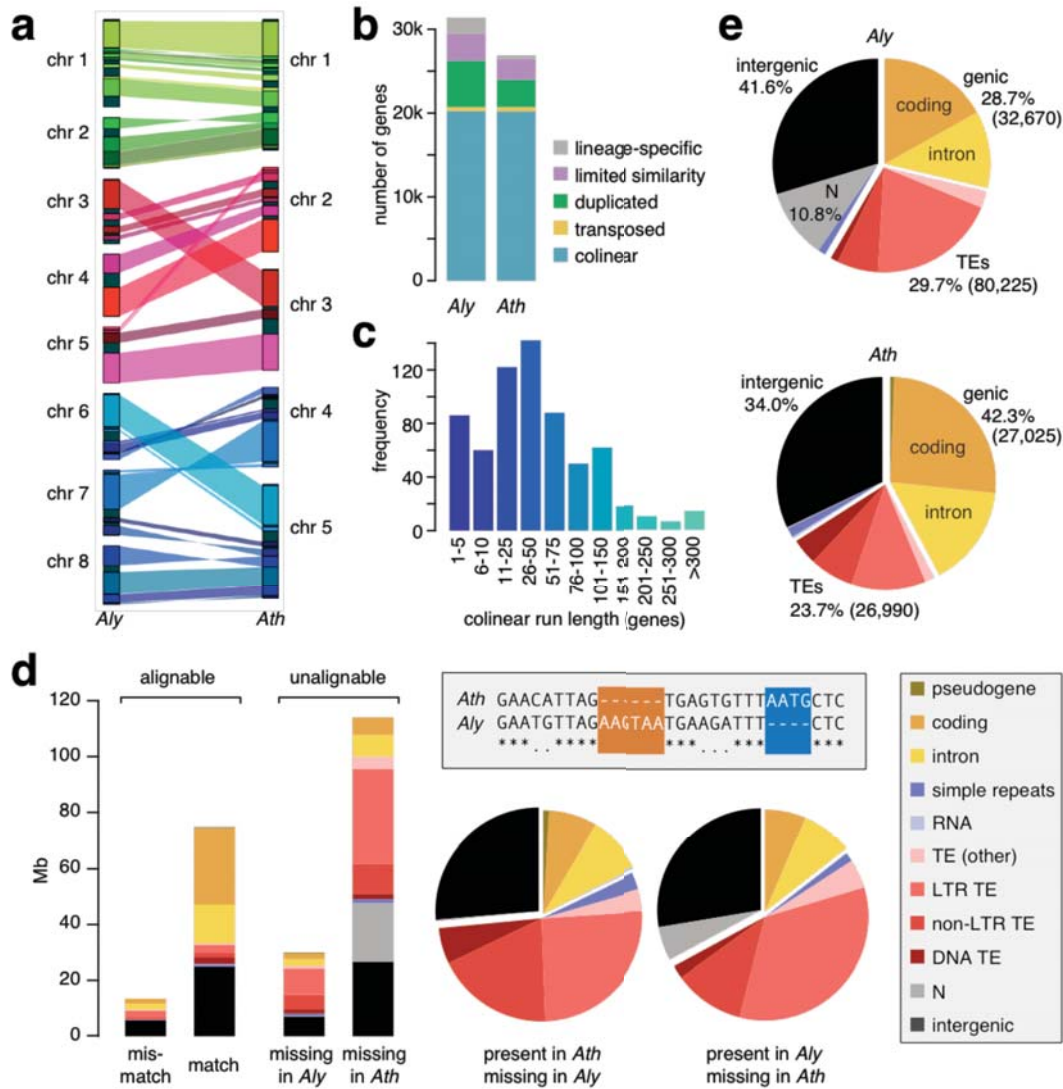 a
chr 1
chr 2
chr 3
chr 4
chr 5
chr 6
chr 7
chr 8
chr 1
chr 2
chr 3
chr 4
chr 5
Aly
Ath
b
number of genes
30k
20k
10k
0
Aly
Ath
lineage-specific
limited similarity
duplicated
transposed
colinear
c
frequency
120
80
40
0
1-5
6-10
11-25
26-50
51-75
76-100
101-150
151-200
201-250
251-300
>300
colinear run length (genes)
e
Aly
intergenic
41.6%
genic
28.7%
(32,670)
coding
intron
N
10.8%
TEs
29.7% (80,225)
Ath
intergenic
34.0%
genic
42.3%
(27,025)
coding
intron
TEs
23.7% (26,990)
d
alignable
unalignable
Mb
120
100
80
60
40
20
0
mis-
match
match
missing
in Aly
missing
in Ath
Ath GAACATTAG------TGAGTGTTTAATGCTC
Aly GAATGTTAGAAGTAATGAAGATTT----CTC
***..**** ***...*** ***
present in Ath
missing in Aly
present in Aly
missing in Ath
pseudogene
coding
intron
simple repeats
RNA
TE (other)
LTR TE
non-LTR TE
DNA TE
N
intergenic